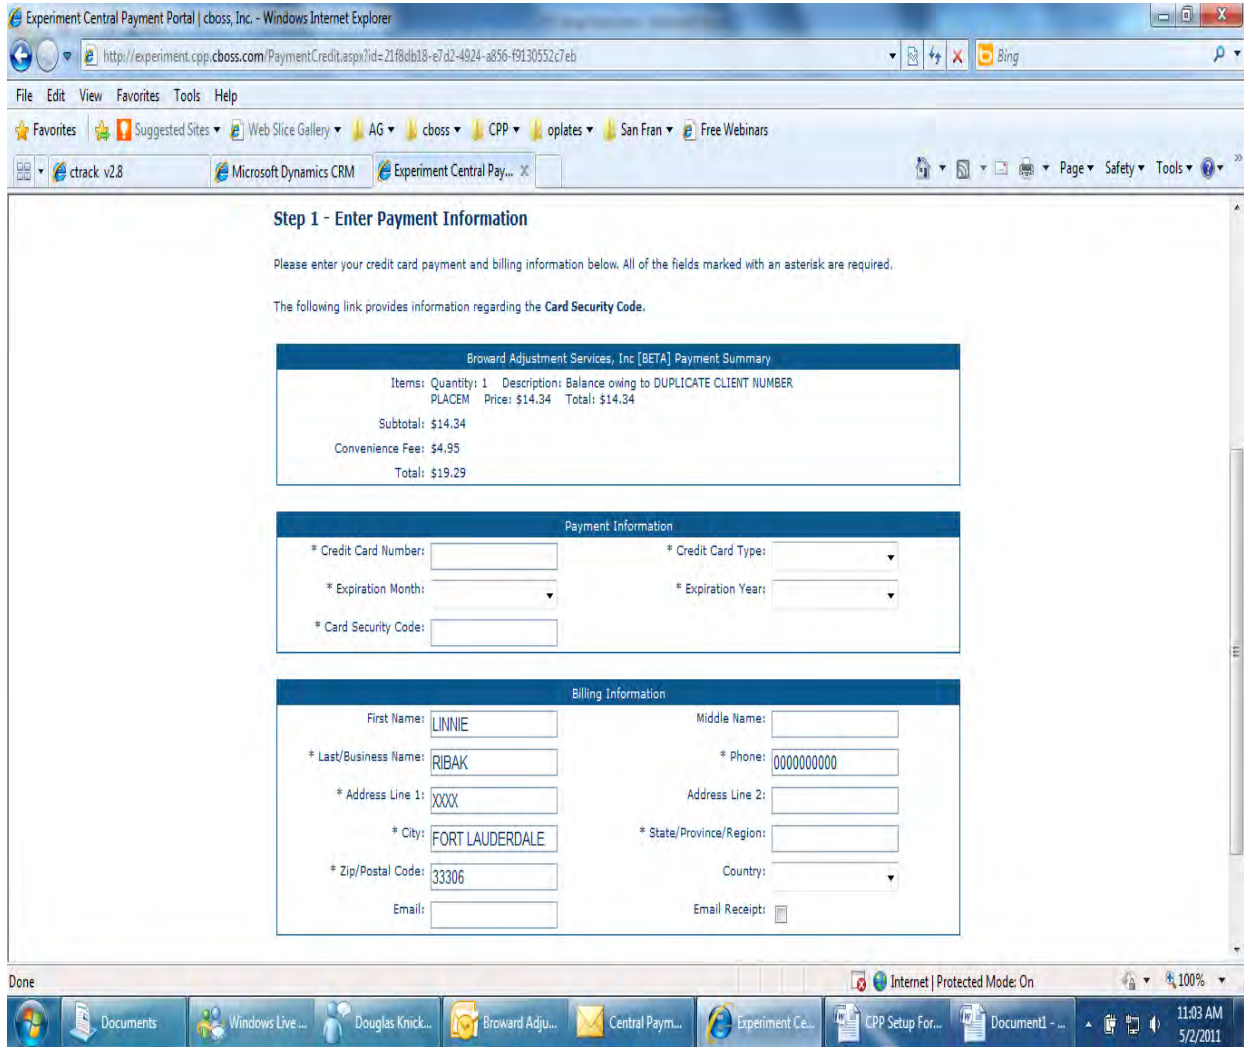 Experiment Central Payment Portal | cboss, Inc. - Windows Internet Explorer
http://experiment.cpp.cboss.com/PaymentCredit.aspx?id=21f8db18-e7d2-4924-a856-f9130552c7eb
Bing
File Edit View Favorites Tools Help
Favorites Suggested Sites Web Slice Gallery AG cboss CPP oplates San Fran Free Webinars
ctrack v2.8 Microsoft Dynamics CRM Experiment Central Pay... X Page Safety Tools
Step 1 - Enter Payment Information
Please enter your credit card payment and billing information below. All of the fields marked with an asterisk are required.
The following link provides information regarding the Card Security Code.
Broward Adjustment Services, Inc [BETA] Payment Summary
Items: Quantity: 1 Description: Balance owing to DUPLICATE CLIENT NUMBER
PLACEM Price: $14.34 Total: $14.34
Subtotal: $14.34
Convenience Fee: $4.95
Total: $19.29
Payment Information
* Credit Card Number: * Credit Card Type:
* Expiration Month: * Expiration Year:
* Card Security Code:
Billing Information
First Name: LINNIE Middle Name:
* Last/Business Name: RIBAK * Phone: 0000000000
* Address Line 1: XXXX Address Line 2:
* City: FORT LAUDERDALE * State/Province/Region:
* Zip/Postal Code: 33306 Country:
Email: Email Receipt:
Done Internet | Protected Mode: On 100%
Documents Windows Live ... Douglas Knick... Broward Adju... Central Paym... Experiment Ce... CPP Setup For... Document1 - ... 11:03 AM
5/2/2011